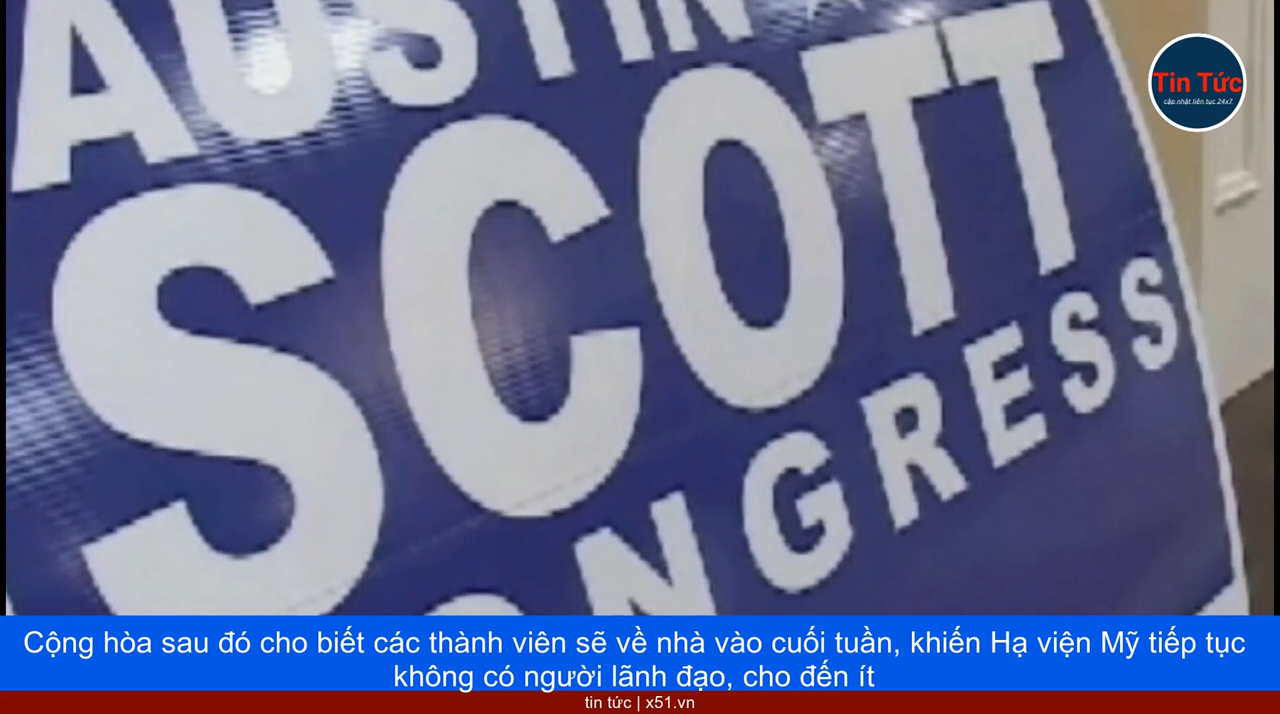 AUSTIN
SCOTT
CONGRESS
Tin Tức
cập nhật liên tục 24x7
Cộng hòa sau đó cho biết các thành viên sẽ về nhà vào cuối tuần, khiến Hạ viện Mỹ tiếp tục
không có người lãnh đạo, cho đến ít
tin tức | x51.vn